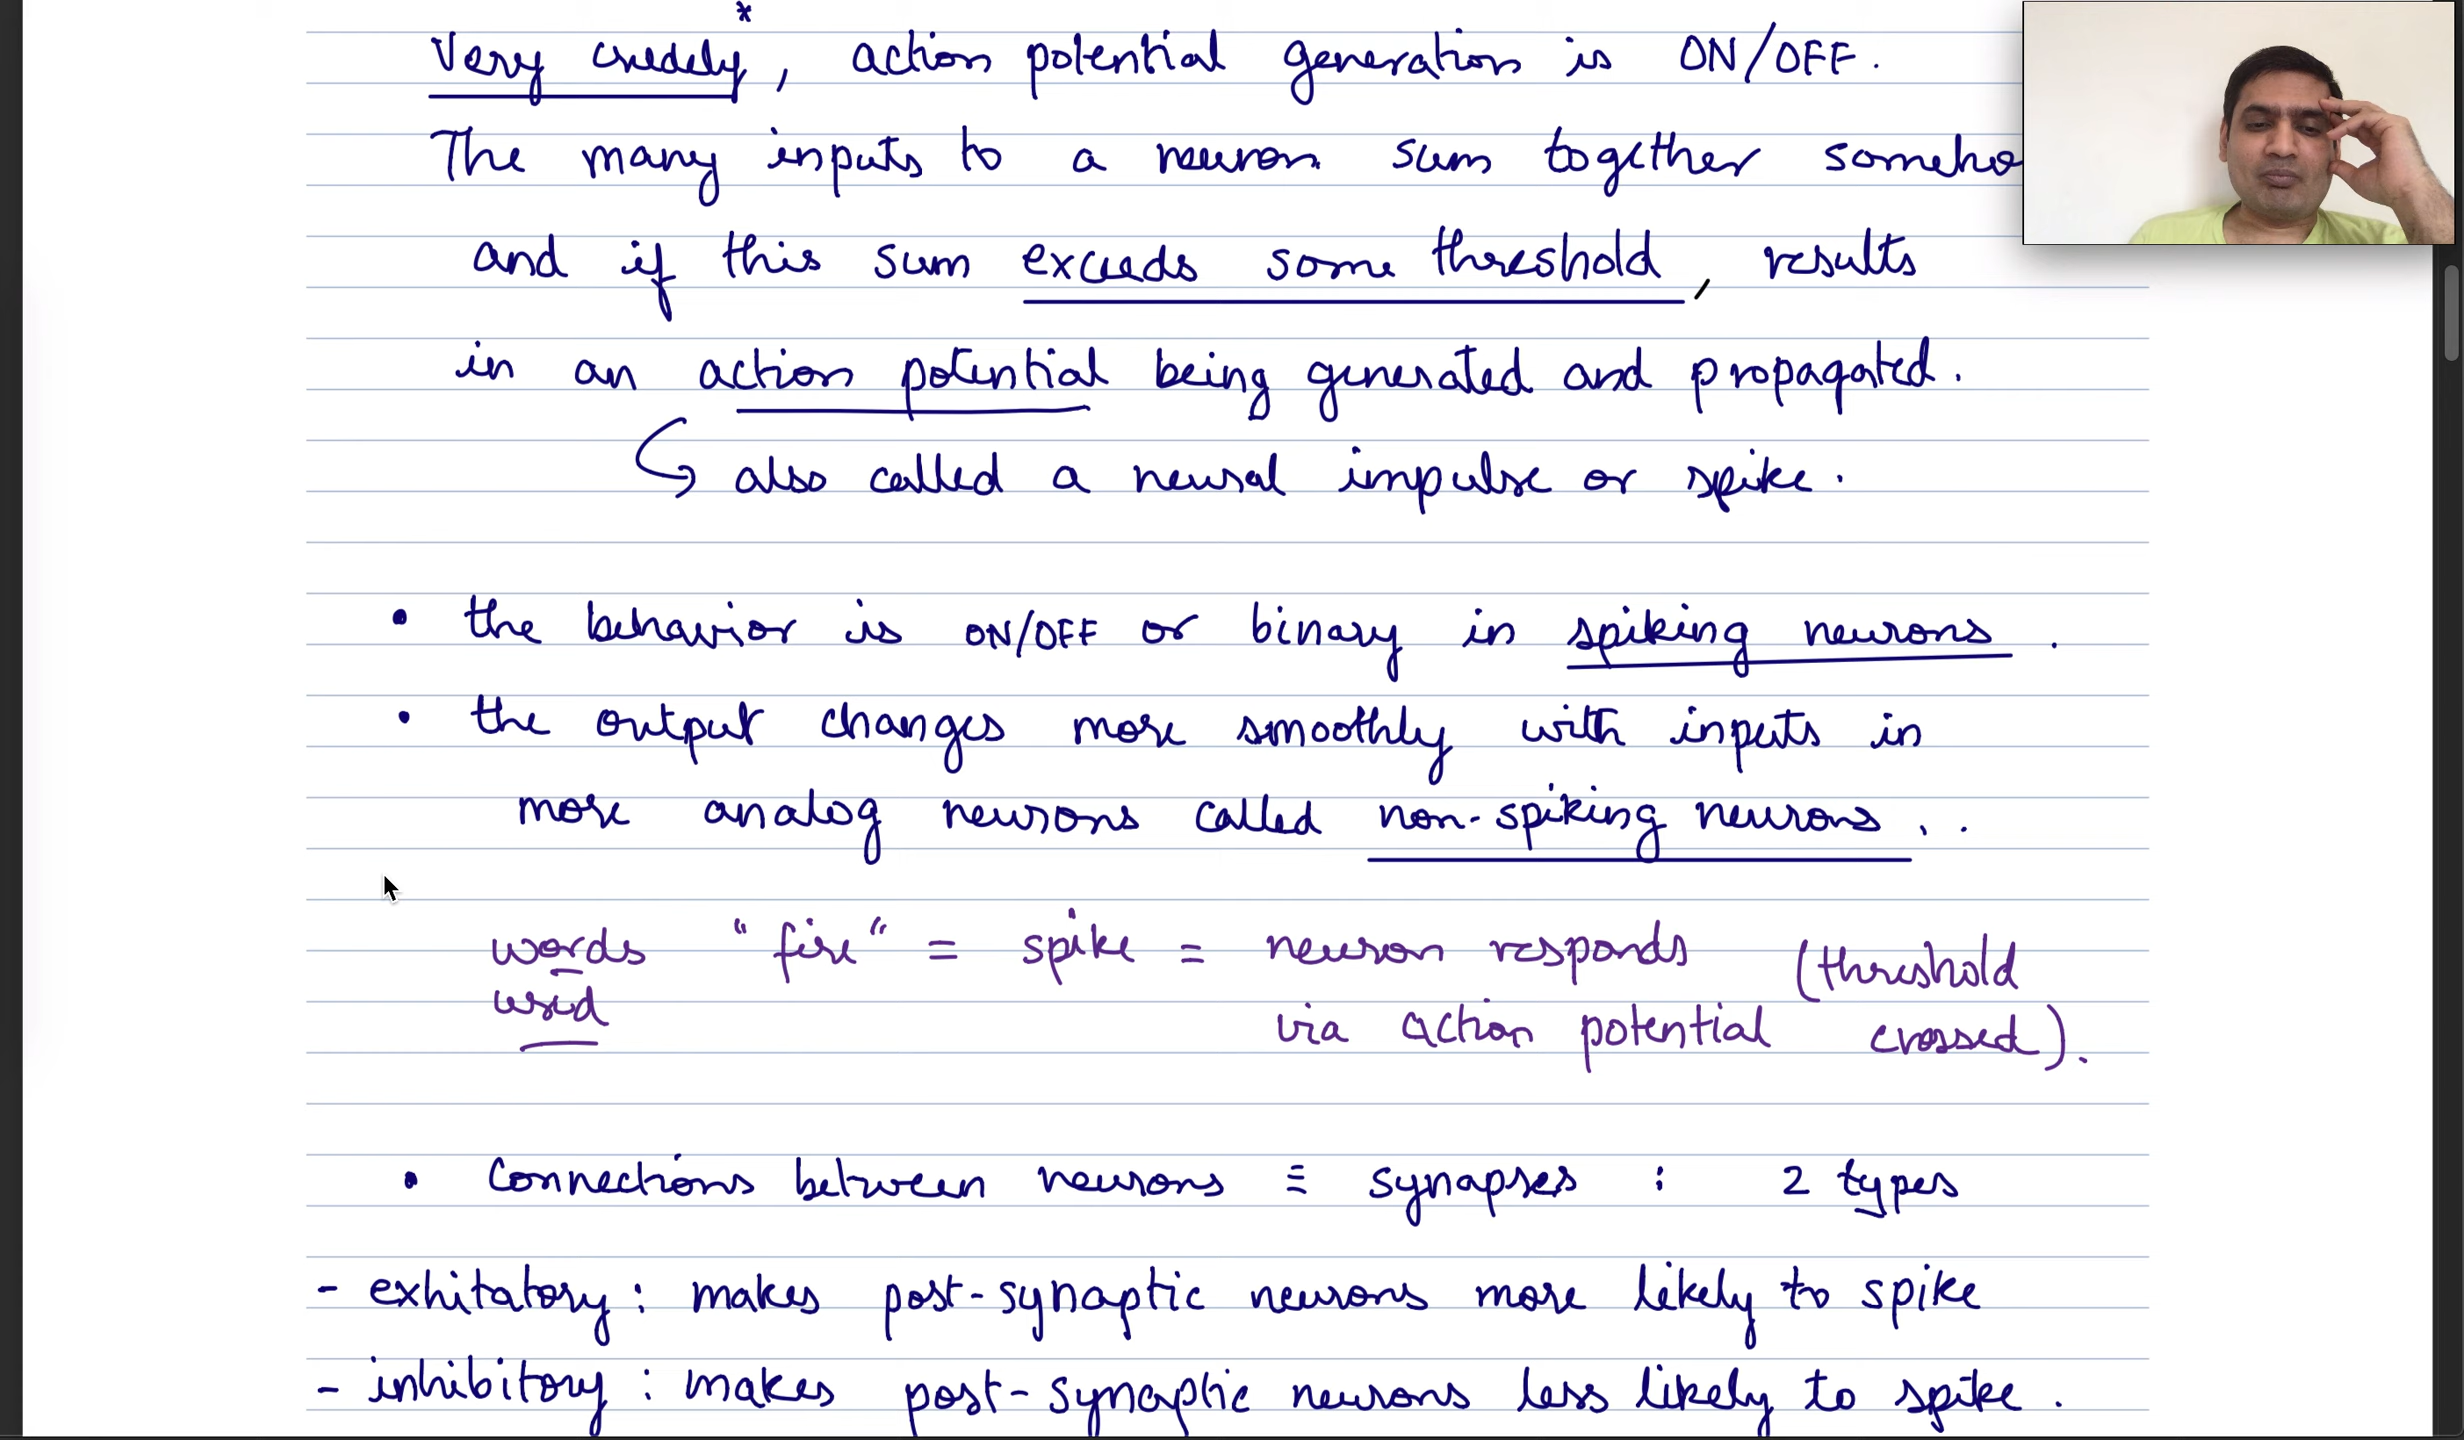 *
Very crudely, action potential generation is ON/OFF.
The many inputs to a neuron sum together someho
and if this sum exceeds some threshold, results
in an action potential being generated and propagated.
↳ also called a neural impulse or spike.
• the behavior is ON/OFF or binary in spiking neurons.
• the output changes more smoothly with inputs in
more analog neurons called non-spiking neurons..
words "fire" = spike = neuron responds (threshold
used via action potential crossed).
• Connections between neurons ≡ synapses : 2 types
- exhitatory : makes post-synaptic neurons more likely to spike
- inhibitory : makes post-synaptic neurons less likely to spike.